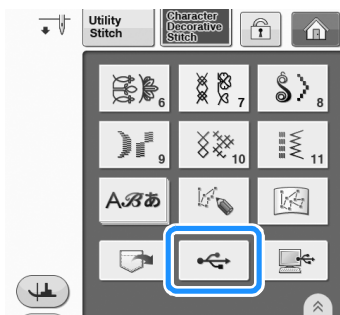 Utility
Stitch
Character
Decorative
Stitch
6
7
8
9
10
11
Aℬあ